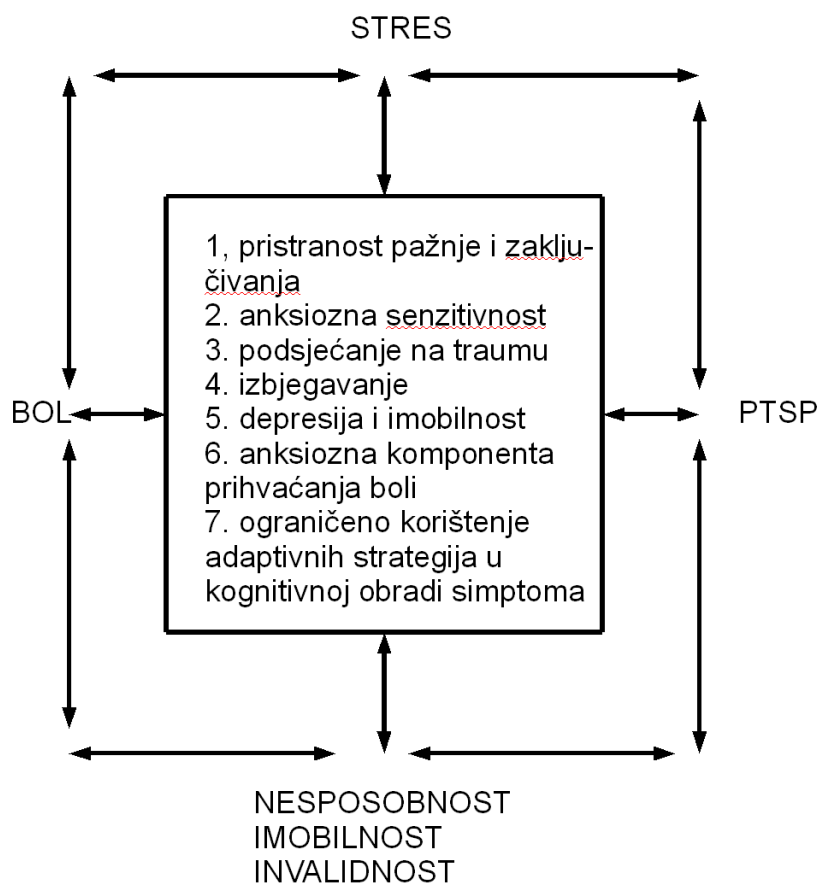 STRES
1, pristranost pažnje i zaklju-
čivanja
2. anksiozna senzitivnost
3. podsjećanje na traumu
4. izbjegavanje
5. depresija i imobilnost
6. anksiozna komponenta
prihvaćanja boli
7. ograničeno korištenje
adaptivnih strategija u
kognitivnoj obradi simptoma
BOL
PTSP
NESPOSOBNOST
IMOBILNOST
INVALIDNOST